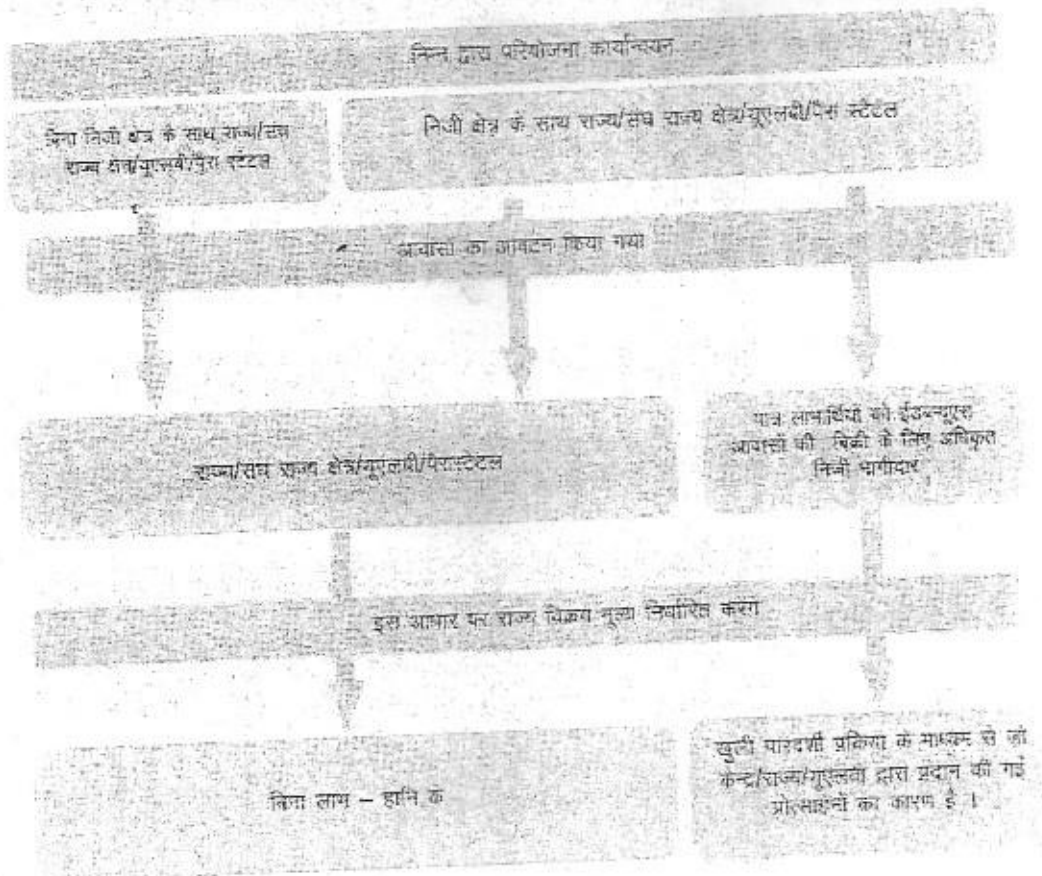 निम्न द्वारा परियोजना कार्यान्वयन
बिना निजी क्षेत्र के साथ राज्य/संघ
राज्य क्षेत्र/यूएलबी/पैरा स्टेटल
निजी क्षेत्र के साथ राज्य/संघ राज्य क्षेत्र/यूएलबी/पैरा स्टेटल
आवासों का आवंटन किया गया
राज्य/संघ राज्य क्षेत्र/यूएलबी/पैरास्टेटल
पात्र लाभार्थियों को ईडब्ल्यूएस
आवासों की बिक्री के लिए अधिकृत
निजी भागीदार
इस आधार पर राज्य विक्रय मूल्य निर्धारित करेंगे
बिना लाभ – हानि के
खुली पारदर्शी प्रक्रिया के माध्यम से जो
केन्द्र/राज्य/यूएलबी द्वारा प्रदान की गई
प्रोत्साहनों का कारण है ।